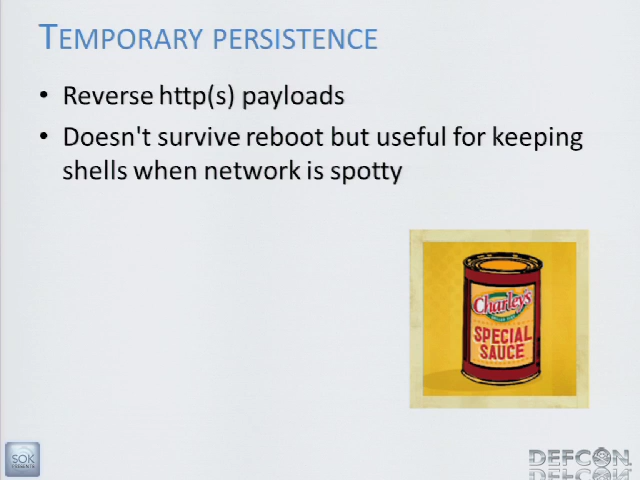 TEMPORARY PERSISTENCE
• Reverse http(s) payloads
• Doesn't survive reboot but useful for keeping
shells when network is spotty
Charley's
SPECIAL
SAUCE
SOK
DEFCON